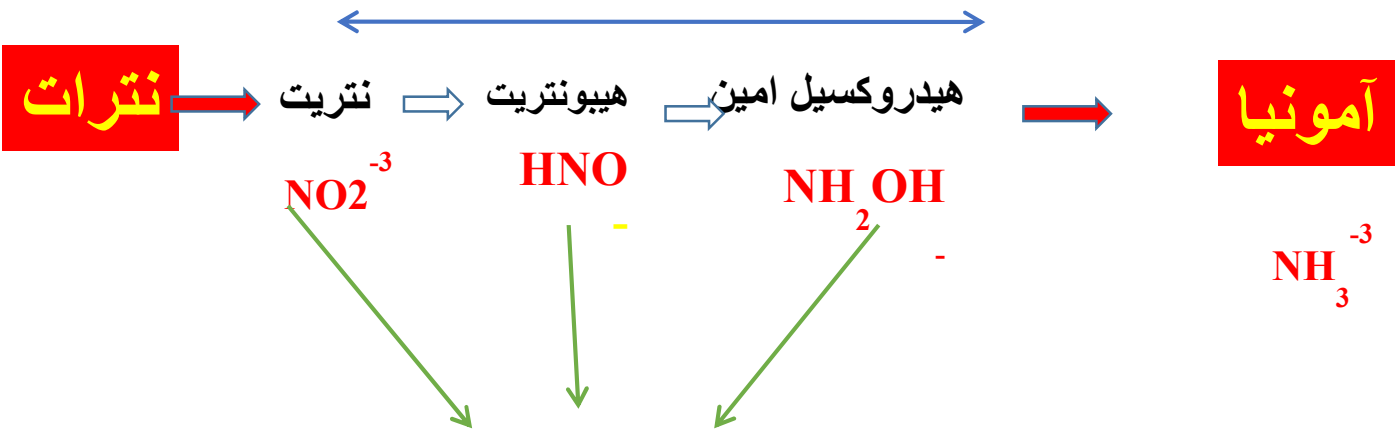 نترات
نتريت
هيبونتريت
هيدروكسيل امين
آمونيا
NO2⁻³
HNO
-
NH₂OH
-
NH₃⁻³